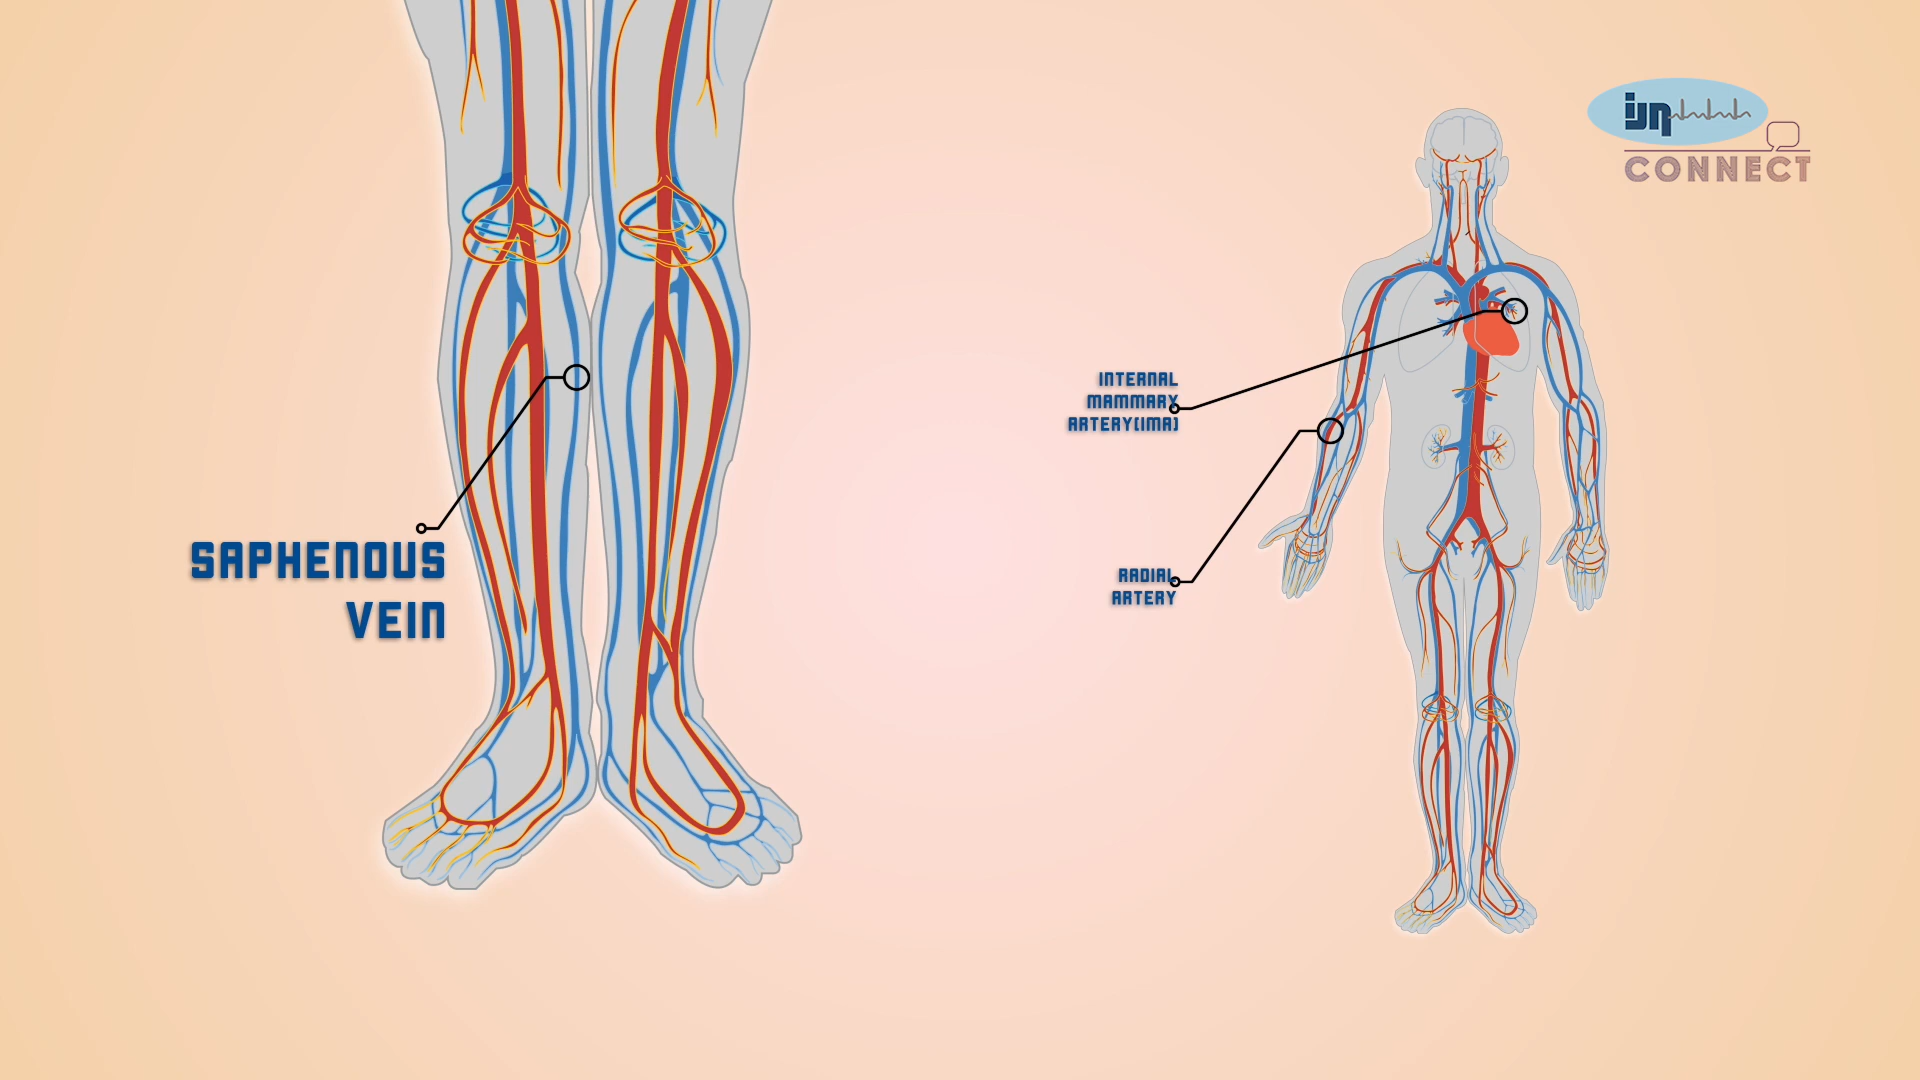 SAPHENOUS
VEIN
INTERNAL
MAMMARY
ARTERY(IMA)
RADIAL
ARTERY
IJN
CONNECT